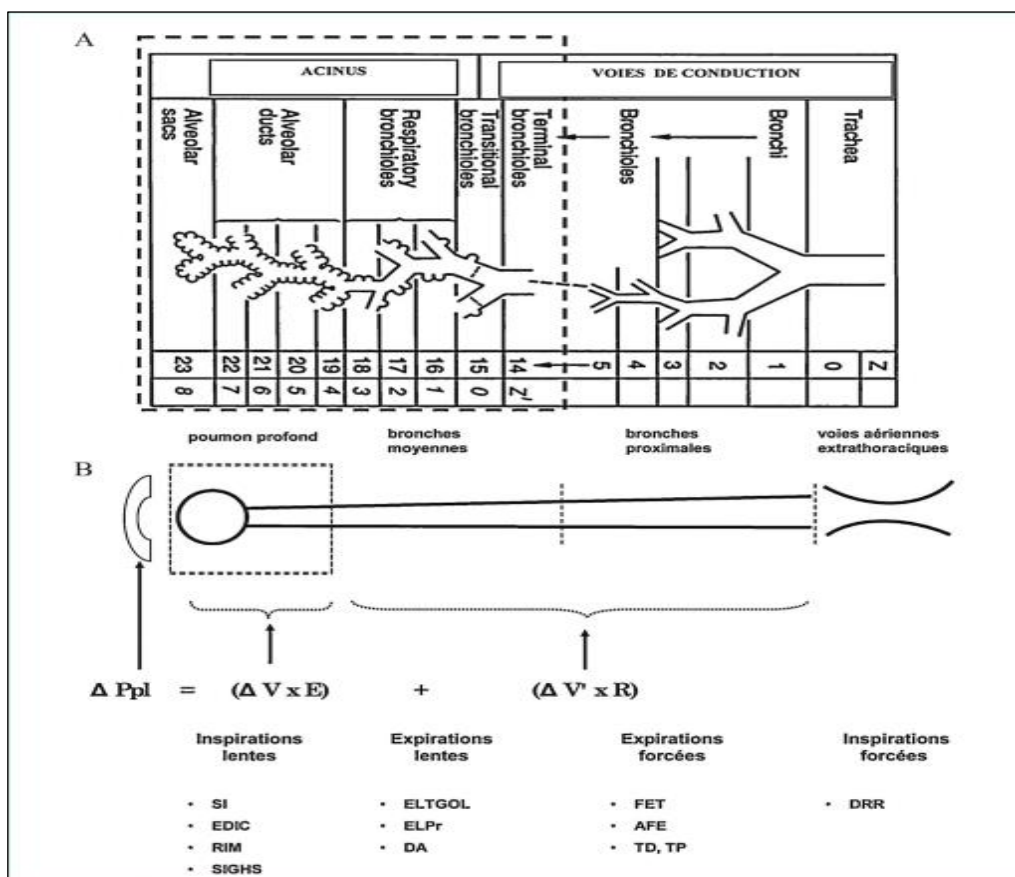 A
ACINUS
VOIES DE CONDUCTION
Alveolar
sacs
Alveolar
ducts
Respiratory
bronchioles
Transitional
bronchioles
Terminal
bronchioles
Bronchioles
Bronchi
Trachea
23 22 21 20 19 18 17 16 15 14 5 4 3 2 1 0 Z
8 7 6 5 4 3 2 1 0 Z'
poumon profond
bronches
moyennes
bronches
proximales
voies aériennes
extrathoraciques
B
Δ Ppl = (Δ V x E) + (Δ V' x R)
Inspirations
lentes
Expirations
lentes
Expirations
forcées
Inspirations
forcées
• SI
• EDIC
• RIM
• SIGHS
• ELTGOL
• ELPr
• DA
• FET
• AFE
• TD, TP
• DRR